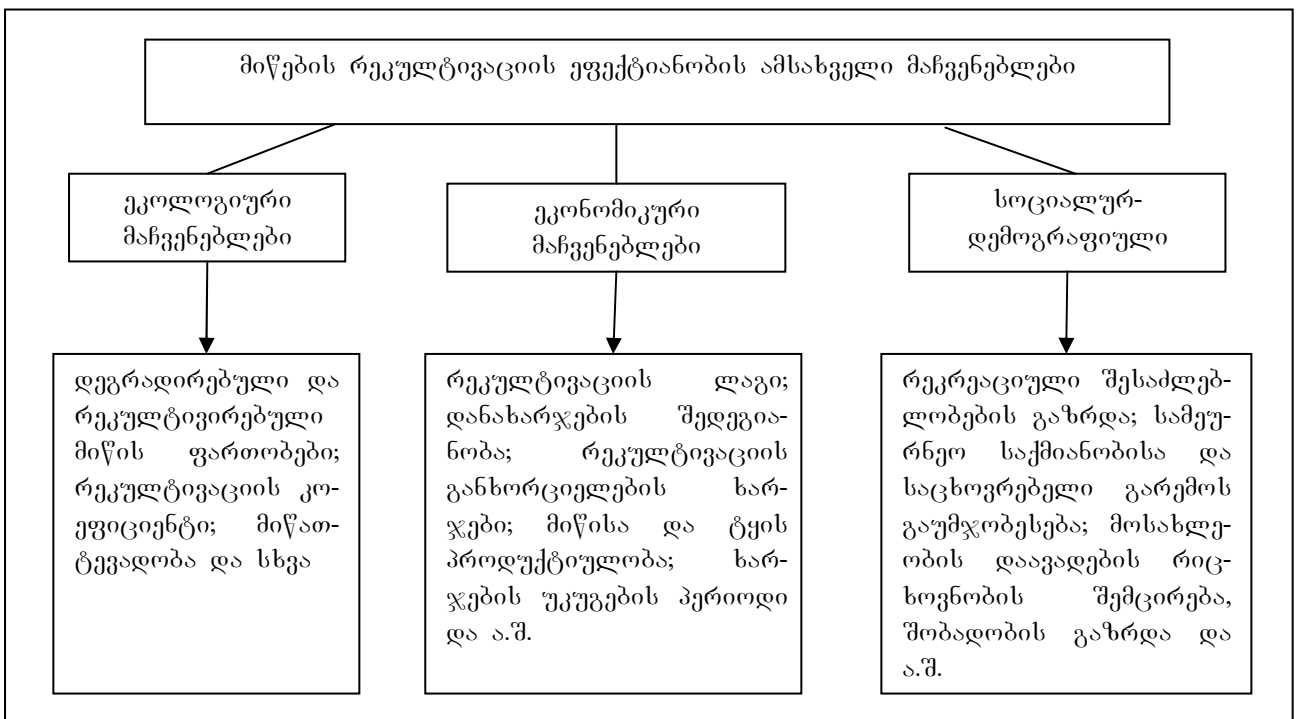 მიწების რეკულტივაციის ეფექტიანობის ამსახველი მაჩვენებლები
ეკოლოგიური
მაჩვენებლები
ეკონომიკური
მაჩვენებლები
სოციალურ-
დემოგრაფიული
დეგრადირებული და
რეკულტივირებული
მიწის ფართობები;
რეკულტივაციის კო-
ეფიციენტი; მიწათ-
ტევადობა და სხვა
რეკულტივაციის ლაგი;
დანახარჯების შედეგია-
ნობა; რეკულტივაციის
განხორციელების ხარ-
ჯები; მიწისა და ტყის
პროდუქტიულობა; ხარ-
ჯების უკუგების პერიოდი
და ა.შ.
რეკრეაციული შესაძლებ-
ლობების გაზრდა; სამეუ-
რნეო საქმიანობისა და
საცხოვრებელი გარემოს
გაუმჯობესება; მოსახლე-
ობის დაავადების რიც-
ხოვნობის შემცირება,
შობადობის გაზრდა და
ა.შ.